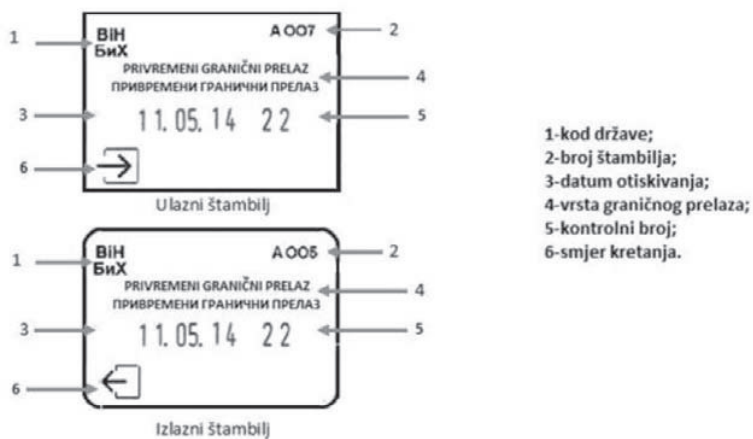 1
BiH
БиХ
A 007
2
PRIVREMENI GRANIČNI PRELAZ
ПРИВРЕМЕНИ ГРАНИЧНИ ПРЕЛАЗ
4
3
11.05.14 22
5
6
Ulazni štambilj
1
BiH
БиХ
A 005
2
PRIVREMENI GRANIČNI PRELAZ
ПРИВРЕМЕНИ ГРАНИЧНИ ПРЕЛАЗ
4
3
11.05.14 22
5
6
Izlazni štambilj
1-kod države;
2-broj štambilja;
3-datum otiskivanja;
4-vrsta graničnog prelaza;
5-kontrolni broj;
6-smjer kretanja.